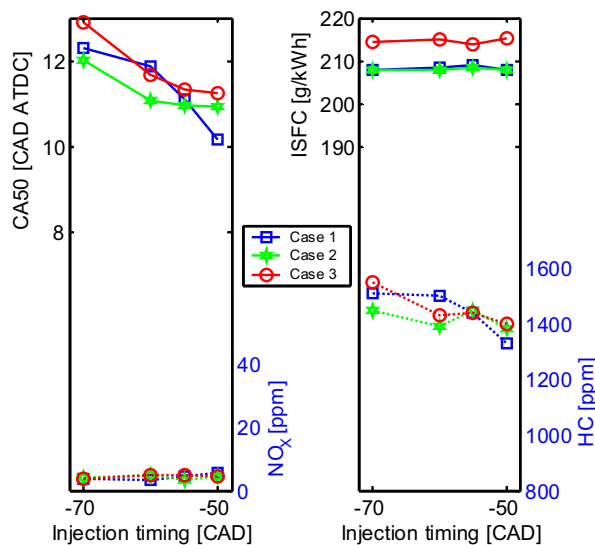 CA50 [CAD ATDC]
12
10
8
40
20
0
NOX [ppm]
-70
-50
Injection timing [CAD]
Case 1
Case 2
Case 3
ISFC [g/kWh]
220
210
200
190
1600
1400
1200
1000
800
HC [ppm]
-70
-50
Injection timing [CAD]